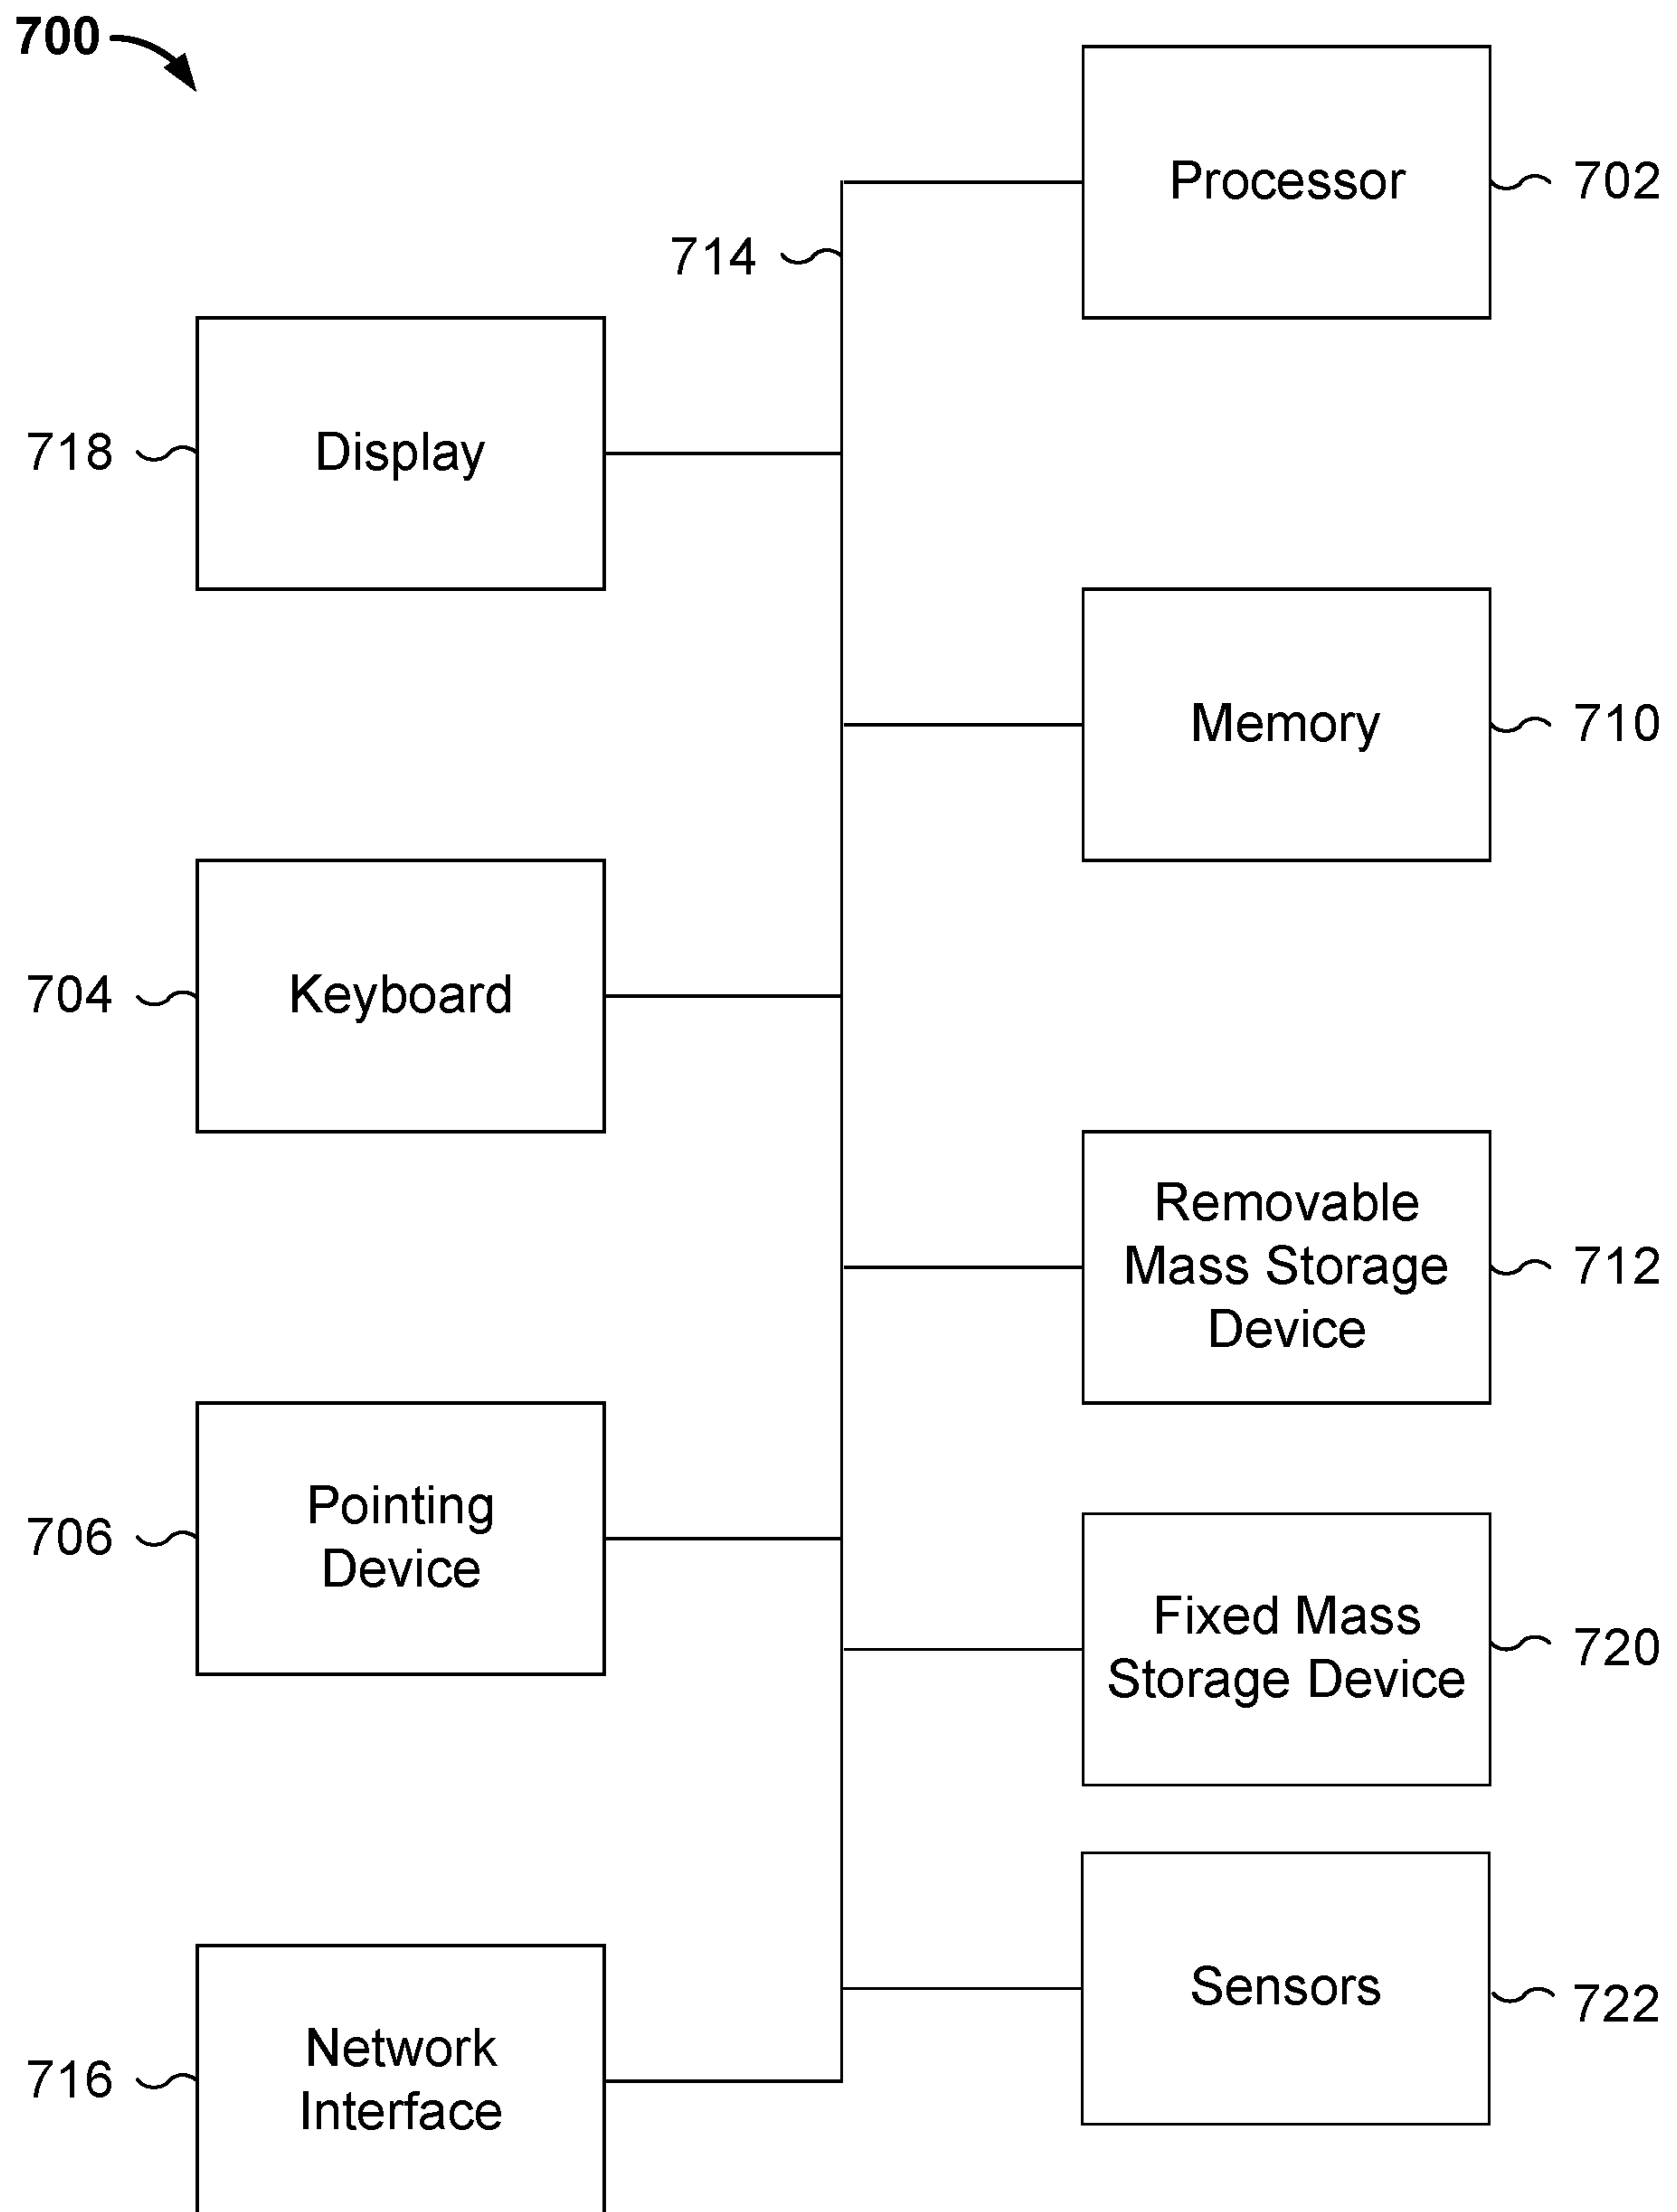 700
Processor
702
714
Display
718
Memory
710
Keyboard
704
Removable
Mass Storage
Device
712
Pointing
Device
706
Fixed Mass
Storage Device
720
Sensors
722
Network
Interface
716